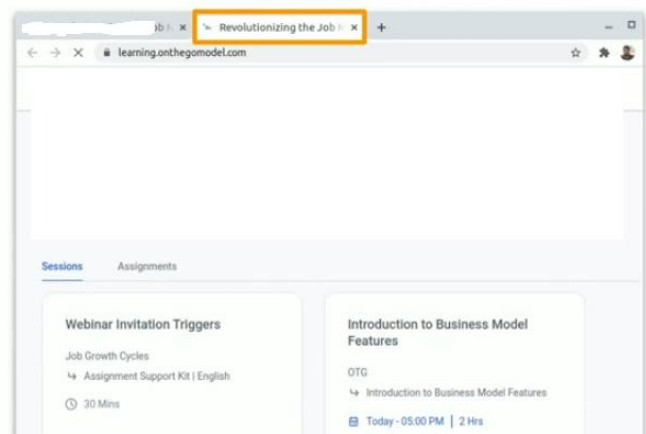 Revolutionizing the Job
learning.onthegomodel.com
Sessions Assignments
Webinar Invitation Triggers
Job Growth Cycles
Assignment Support Kit | English
30 Mins
Introduction to Business Model
Features
OTG
Introduction to Business Model Features
Today - 05:00 PM | 2 Hrs